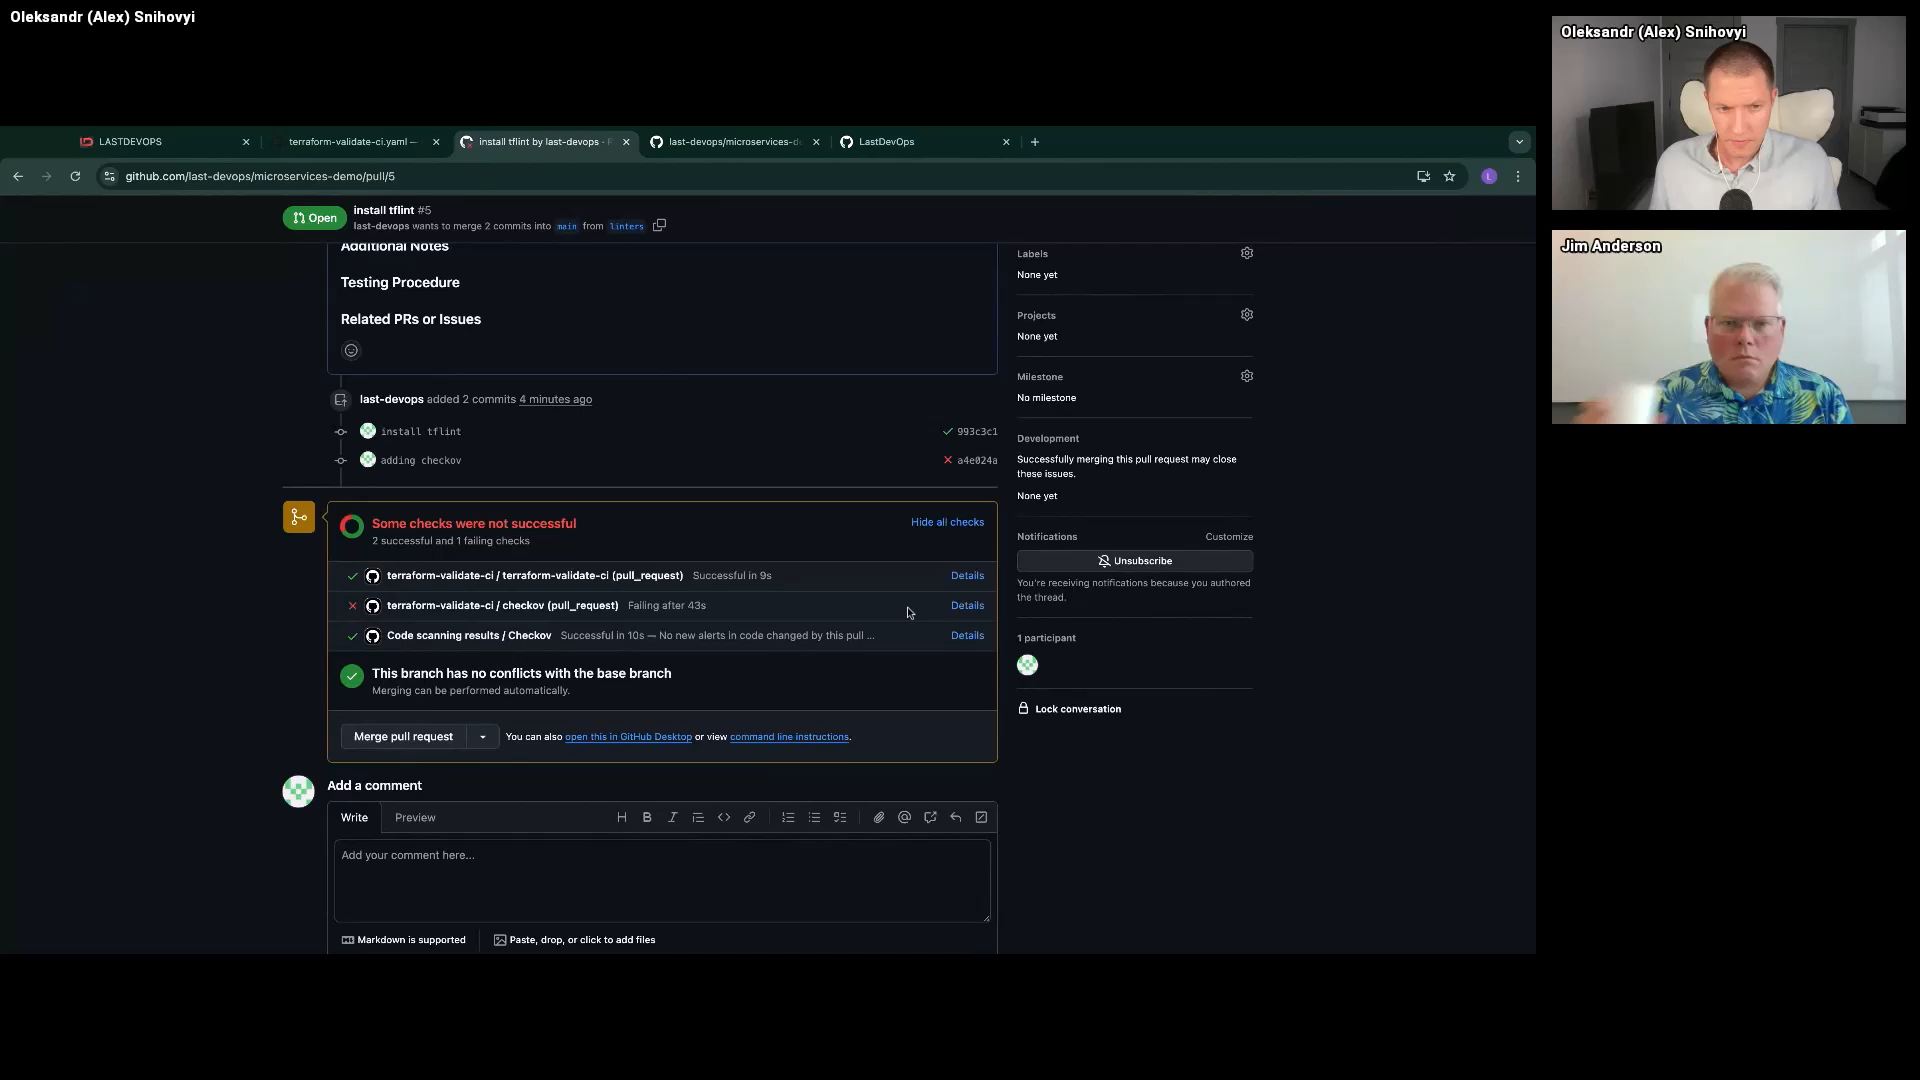 Oleksandr (Alex) Snihovyi
Oleksandr (Alex) Snihovyi
Jim Anderson
LASTDEVOPS
terraform-validate-ci.yaml —
install tflint by last-devops ·
last-devops/microservices-d
LastDevOps
github.com/last-devops/microservices-demo/pull/5
Open
install tflint #5
last-devops wants to merge 2 commits into main from linters
Additional Notes
Testing Procedure
Related PRs or Issues
last-devops added 2 commits 4 minutes ago
install tflint 993c3c1
adding checkov a4e024a
Some checks were not successful
Hide all checks
2 successful and 1 failing checks
terraform-validate-ci / terraform-validate-ci (pull_request) Successful in 9s Details
terraform-validate-ci / checkov (pull_request) Failing after 43s Details
Code scanning results / Checkov Successful in 10s — No new alerts in code changed by this pull ... Details
This branch has no conflicts with the base branch
Merging can be performed automatically.
Merge pull request
You can also open this in GitHub Desktop or view command line instructions.
Add a comment
Write Preview
Add your comment here...
Markdown is supported
Paste, drop, or click to add files
Labels
None yet
Projects
None yet
Milestone
No milestone
Development
Successfully merging this pull request may close
these issues.
None yet
Notifications Customize
Unsubscribe
You're receiving notifications because you authored
the thread.
1 participant
Lock conversation